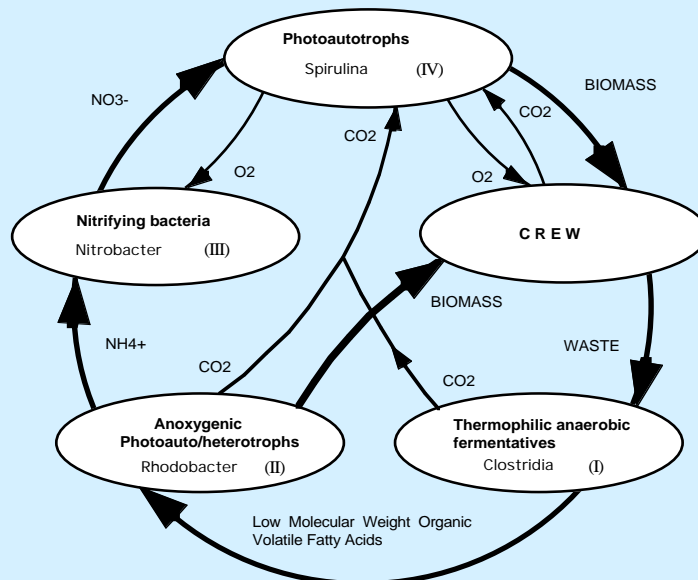 Photoautotrophs
Spirulina (IV)
NO3-
BIOMASS
CO2
CO2
O2
O2
Nitrifying bacteria
Nitrobacter (III)
C R E W
BIOMASS
NH4+
WASTE
CO2
CO2
Anoxygenic
Photoauto/heterotrophs
Rhodobacter (II)
Thermophilic anaerobic
fermentatives
Clostridia (I)
Low Molecular Weight Organic
Volatile Fatty Acids